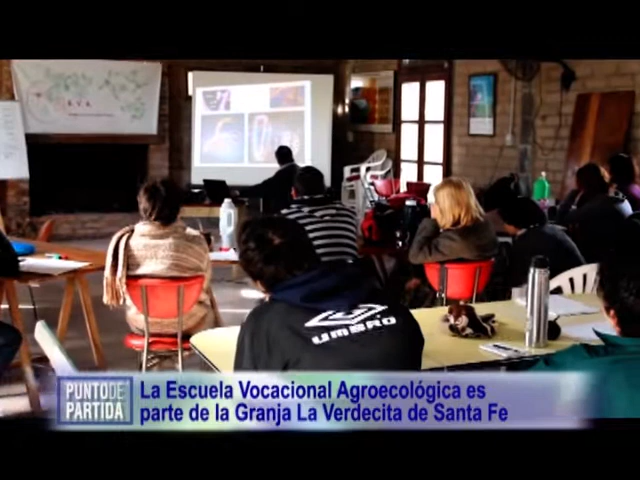 E.V.A.
UMBRO
PUNTO DE
PARTIDA
La Escuela Vocacional Agroecológica es
parte de la Granja La Verdecita de Santa Fe